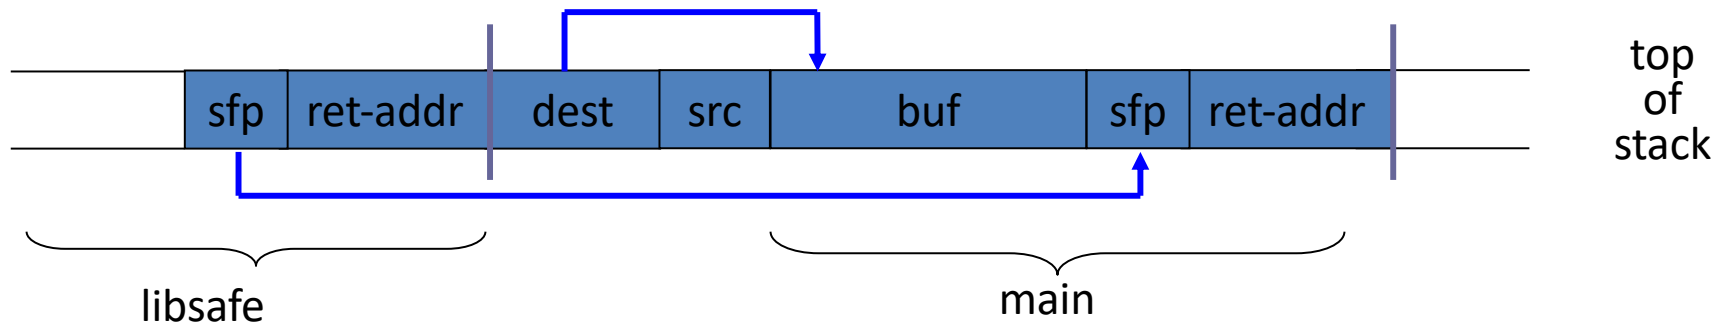 top
of
stack
sfp ret-addr dest src buf sfp ret-addr
libsafe
main